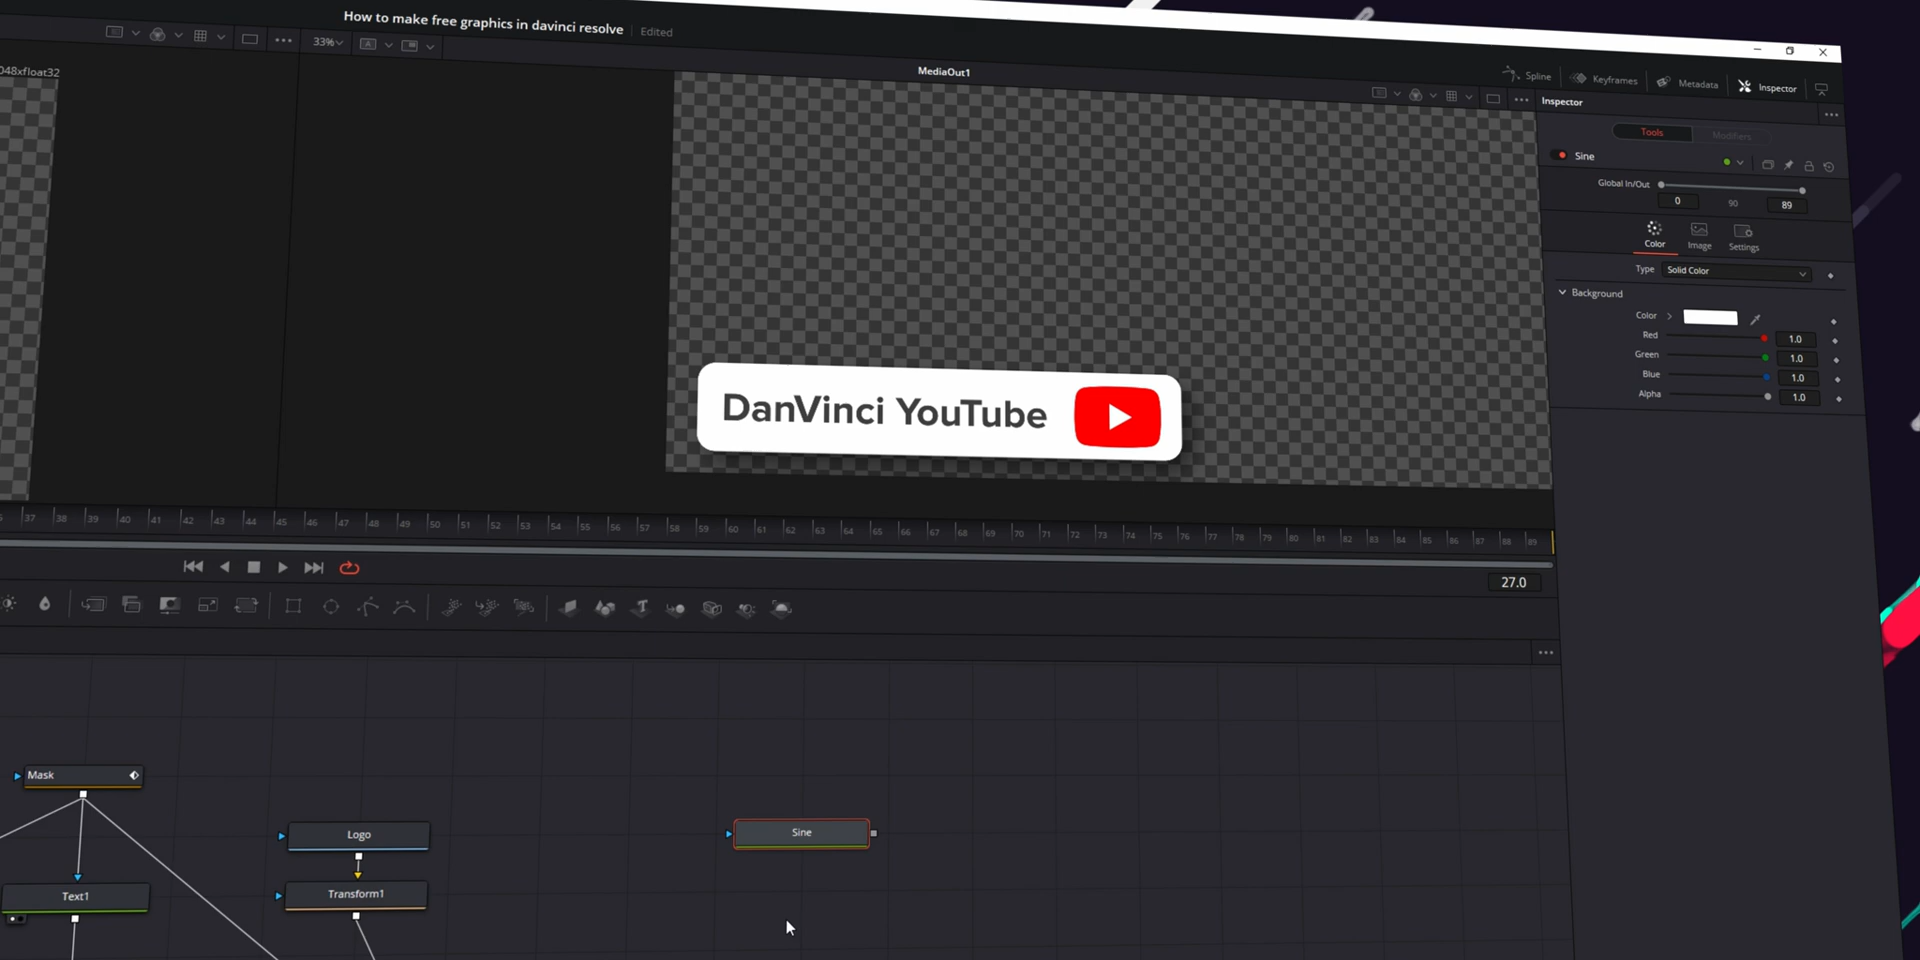 How to make free graphics in davinci resolve Edited
33%
048xfloat32
MediaOut1
Spline Keyframes Metadata Inspector
Inspector
Tools Modifiers
Sine
Global In/Out
0 90 89
Color Image Settings
Type Solid Color
Background
Color
Red 1.0
Green 1.0
Blue 1.0
Alpha 1.0
DanVinci YouTube
37 38 39 40 41 42 43 44 45 46 47 48 49 50 51 52 53 54 55 56 57 58 59 60 61 62 63 64 65 66 67 68 69 70 71 72 73 74 75 76 77 78 79 80 81 82 83 84 85 86 87 88 89
27.0
Mask
Logo
Sine
Text1
Transform1